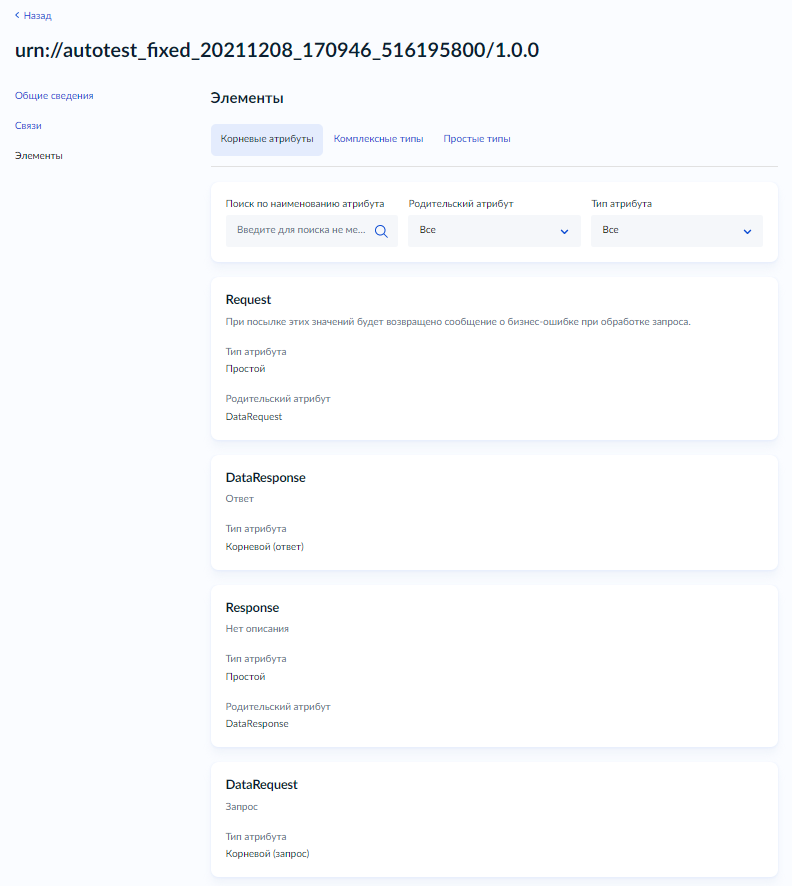 Назад
urn://autotest_fixed_20211208_170946_516195800/1.0.0
Общие сведения
Связи
Элементы
Элементы
Корневые атрибуты Комплексные типы Простые типы
Поиск по наименованию атрибута Родительский атрибут Тип атрибута
Введите для поиска не ме... Все Все
Request
При посылке этих значений будет возвращено сообщение о бизнес-ошибке при обработке запроса.
Тип атрибута
Простой
Родительский атрибут
DataRequest
DataResponse
Ответ
Тип атрибута
Корневой (ответ)
Response
Нет описания
Тип атрибута
Простой
Родительский атрибут
DataResponse
DataRequest
Запрос
Тип атрибута
Корневой (запрос)